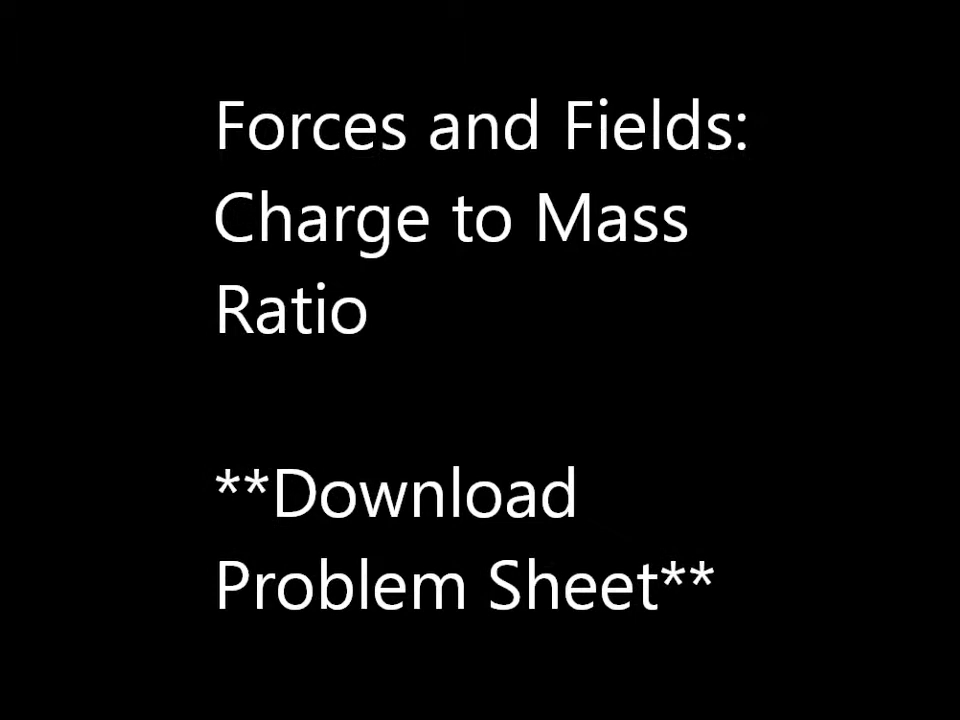 Forces and Fields:
Charge to Mass
Ratio
**Download
Problem Sheet**